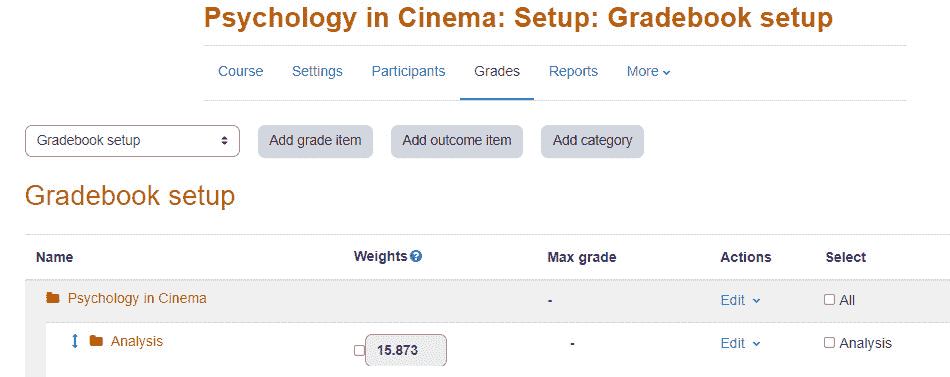 Psychology in Cinema: Setup: Gradebook setup
Course Settings Participants Grades Reports More
Gradebook setup Add grade item Add outcome item Add category
Gradebook setup
Name Weights Max grade Actions Select
Psychology in Cinema - Edit All
Analysis 15.873 - Edit Analysis